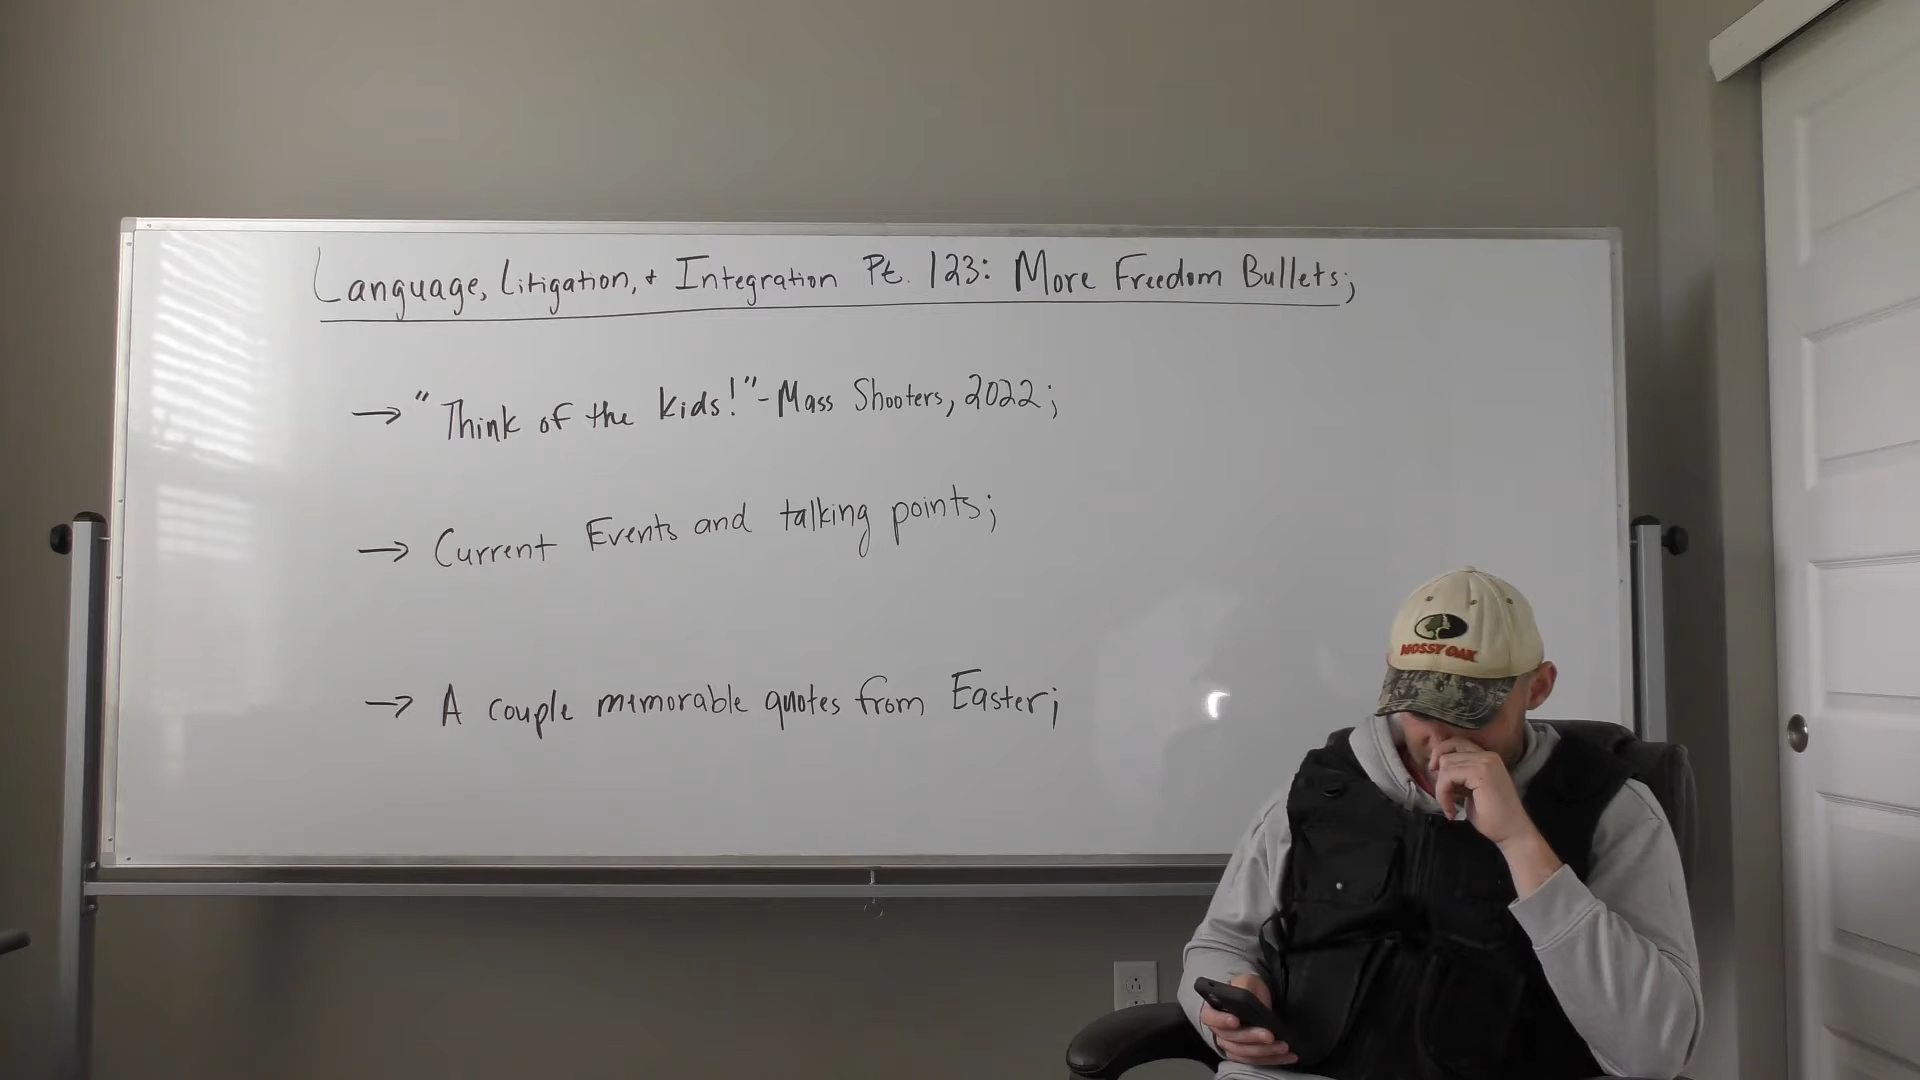 Language, Litigation, + Integration Pt. 123: More Freedom Bullets;
→ "Think of the kids!" - Mass Shooters, 2022;
→ Current Events and talking points;
→ A couple memorable quotes from Easter;
MOSSY OAK